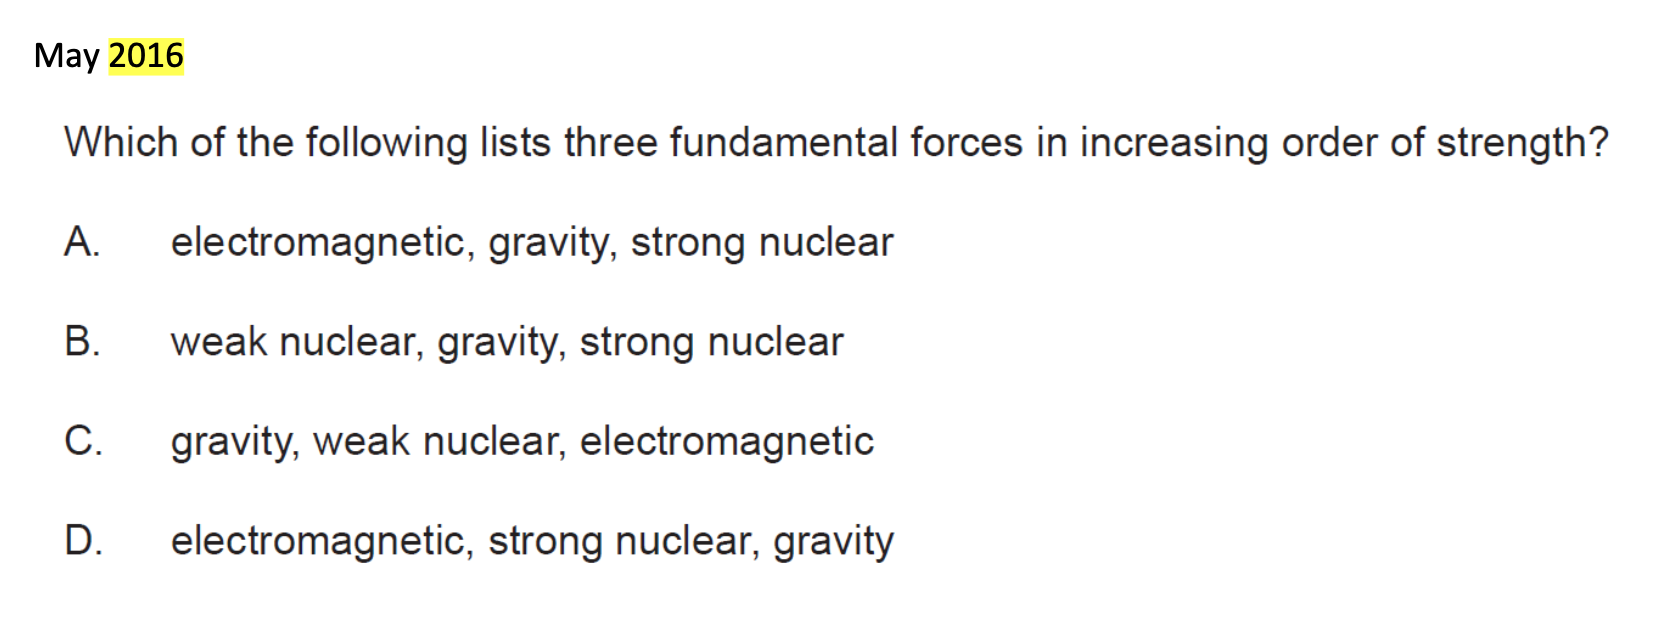 May 2016
Which of the following lists three fundamental forces in increasing order of strength?
A. electromagnetic, gravity, strong nuclear
B. weak nuclear, gravity, strong nuclear
C. gravity, weak nuclear, electromagnetic
D. electromagnetic, strong nuclear, gravity